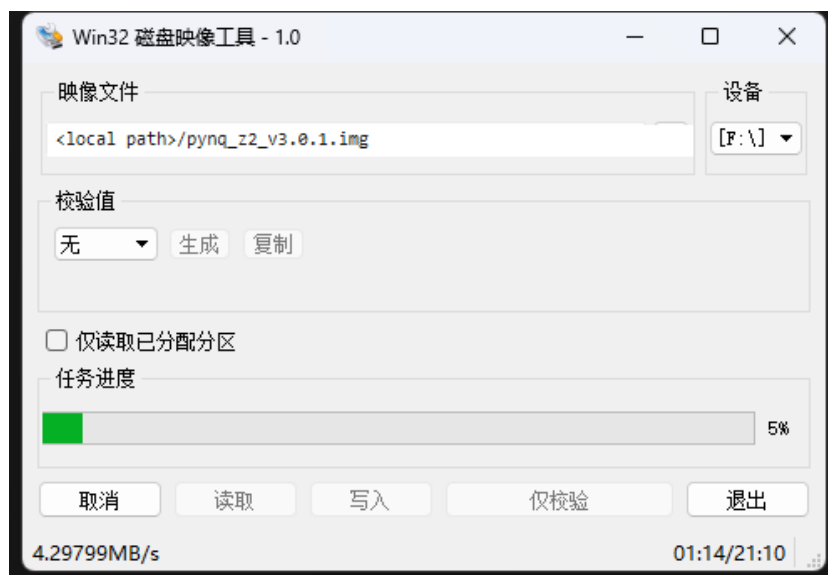 Win32 磁盘映像工具 - 1.0
映像文件
设备
<local path>/pynq_z2_v3.0.1.img
[F:\]
校验值
无
生成
复制
仅读取已分配分区
任务进度
5%
取消
读取
写入
仅校验
退出
4.29799MB/s
01:14/21:10